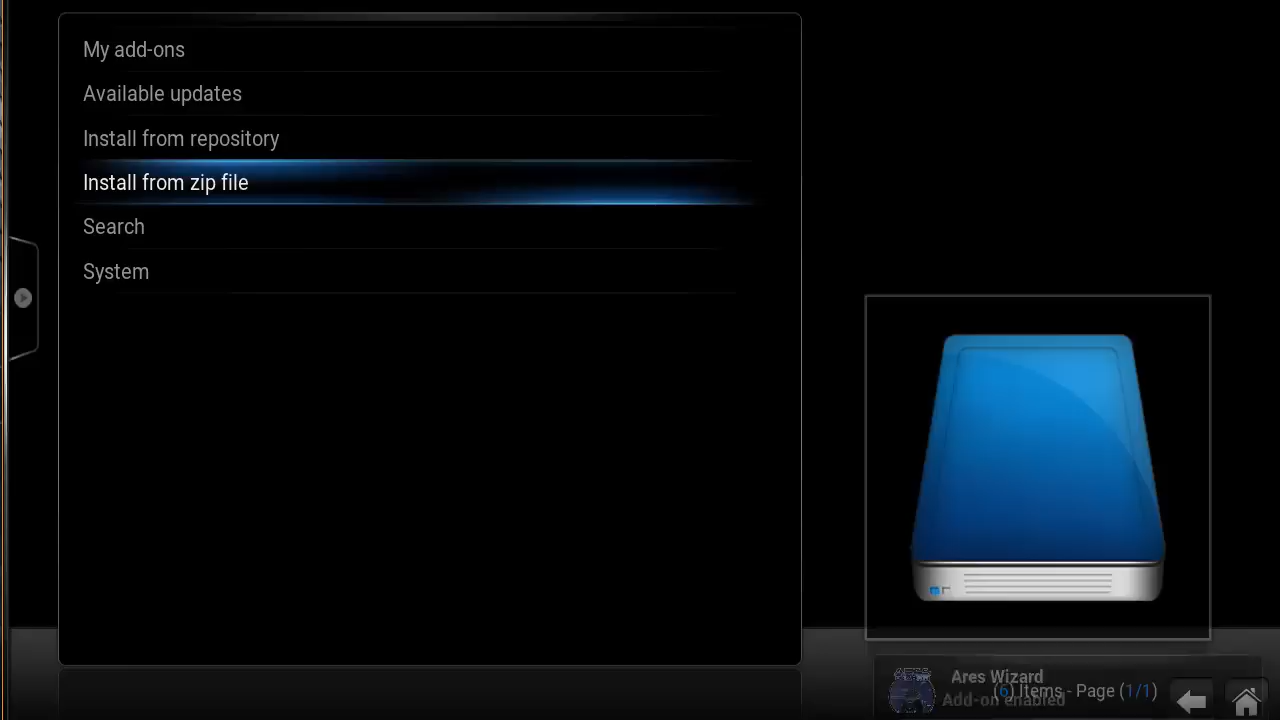 My add-ons
Available updates
Install from repository
Install from zip file
Search
System
Ares Wizard
(6) Items - Page (1/1)
Add-on enabled